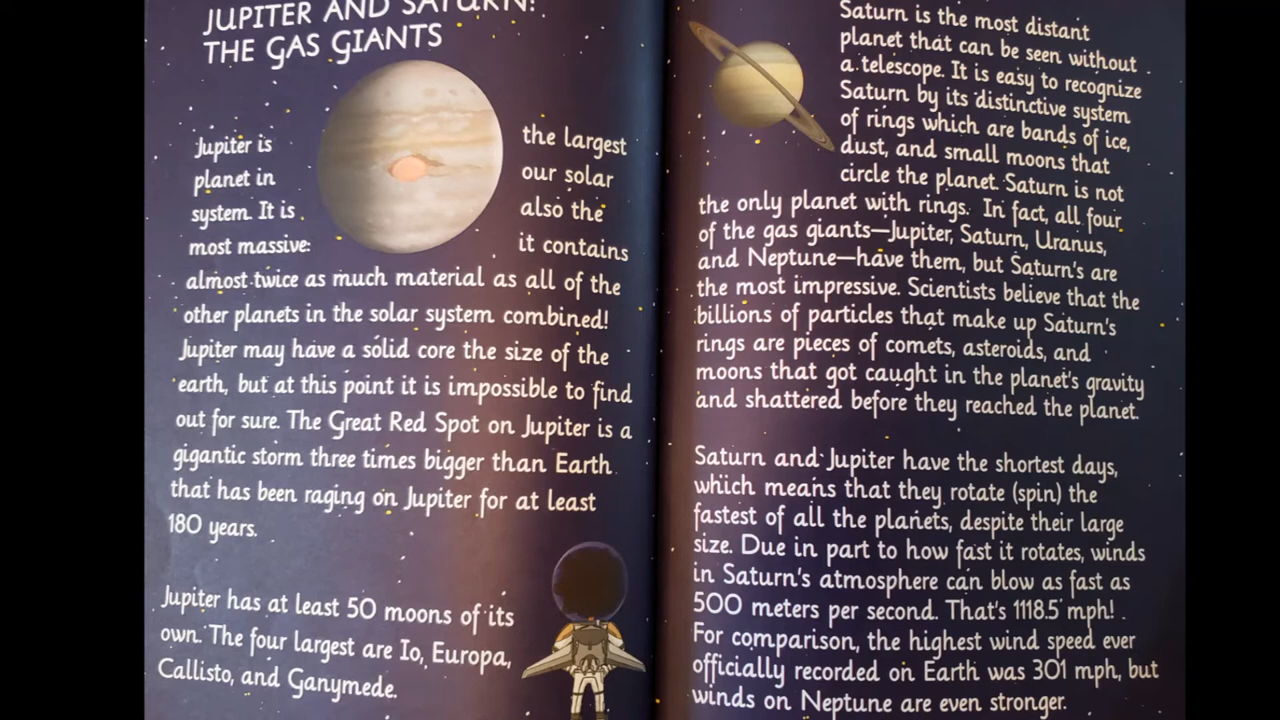 JUPITER AND SATURN:
THE GAS GIANTS
Jupiter is the largest
planet in our solar
system. It is also the
most massive: it contains
almost twice as much material as all of the
other planets in the solar system combined!
Jupiter may have a solid core the size of the
earth, but at this point it is impossible to find
out for sure. The Great Red Spot on Jupiter is a
gigantic storm three times bigger than Earth
that has been raging on Jupiter for at least
180 years.
Jupiter has at least 50 moons of its
own. The four largest are Io, Europa,
Callisto, and Ganymede.
Saturn is the most distant
planet that can be seen without
a telescope. It is easy to recognize
Saturn by its distinctive system
of rings which are bands of ice,
dust, and small moons that
circle the planet. Saturn is not
the only planet with rings. In fact, all four
of the gas giants—Jupiter, Saturn, Uranus,
and Neptune—have them, but Saturn's are
the most impressive. Scientists believe that the
billions of particles that make up Saturn's
rings are pieces of comets, asteroids, and
moons that got caught in the planet's gravity
and shattered before they reached the planet.
Saturn and Jupiter have the shortest days,
which means that they rotate (spin) the
fastest of all the planets, despite their large
size. Due in part to how fast it rotates, winds
in Saturn's atmosphere can blow as fast as
500 meters per second. That's 1118.5 mph!
For comparison, the highest wind speed ever
officially recorded on Earth was 301 mph, but
winds on Neptune are even stronger.